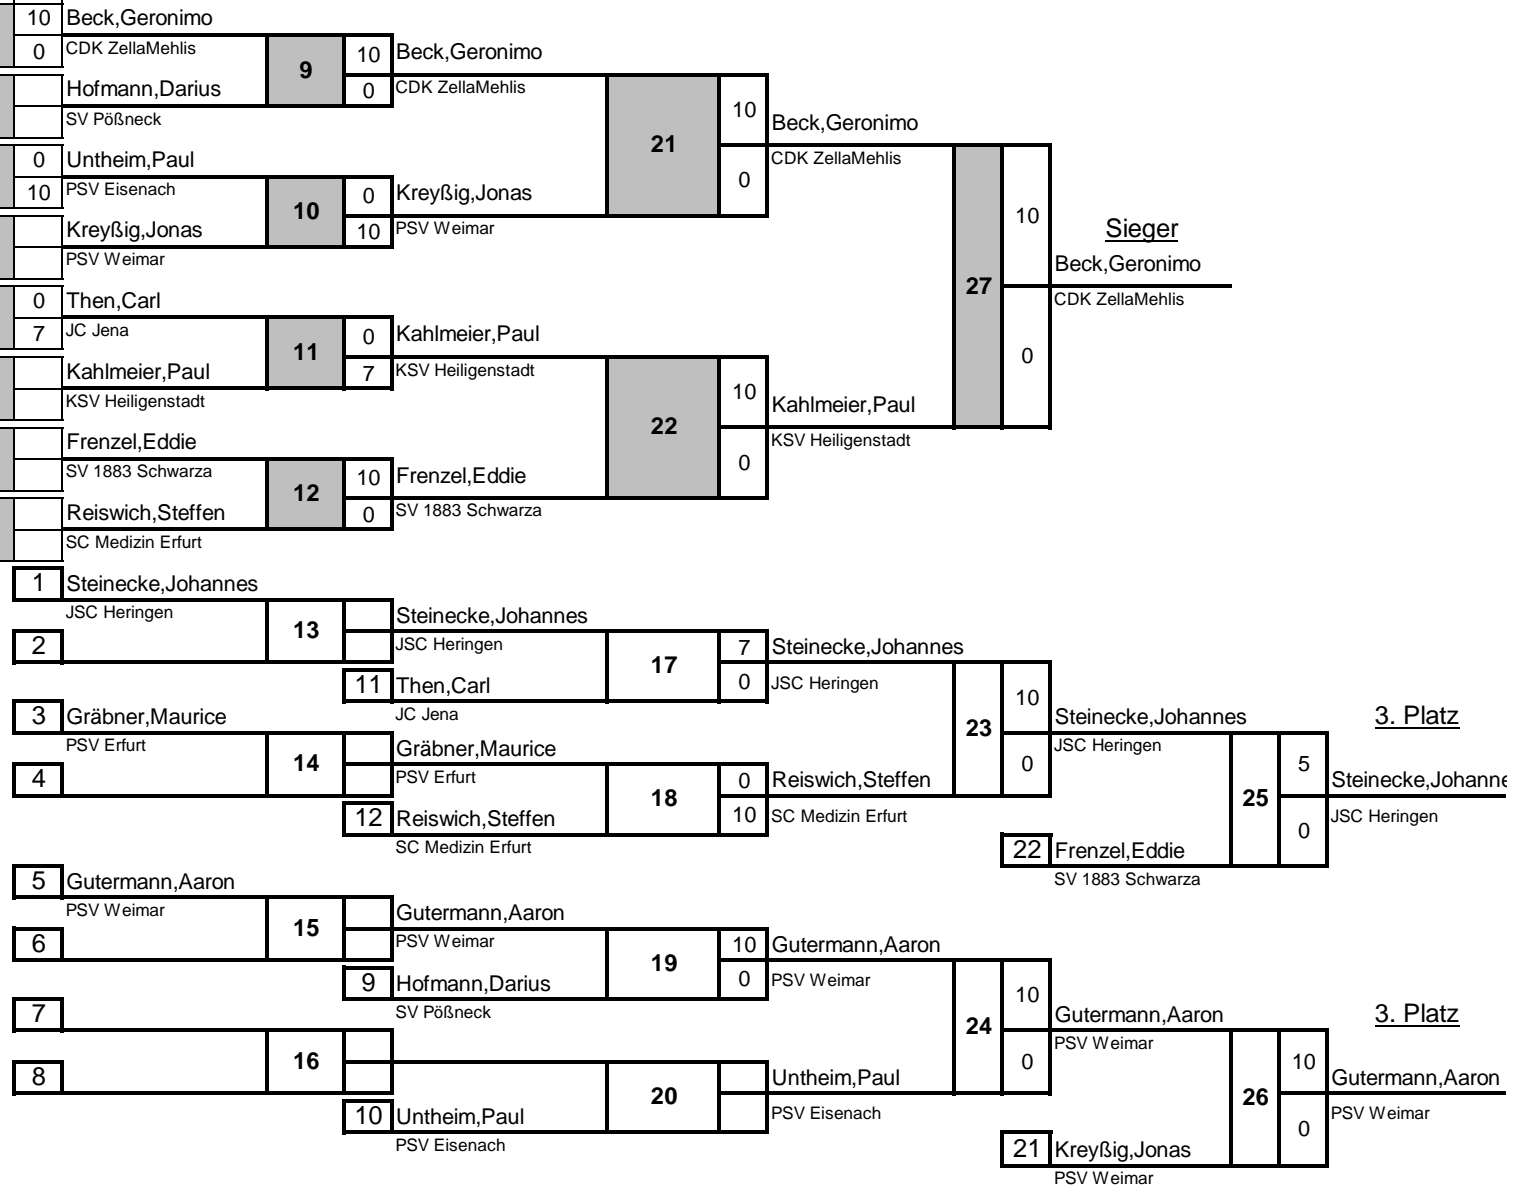 10 Beck,Geronimo
0 CDK ZellaMehlis
9
10 Beck,Geronimo
0 CDK ZellaMehlis
Hofmann,Darius
SV Pößneck
21
10 Beck,Geronimo
0 CDK ZellaMehlis
0 Untheim,Paul
10 PSV Eisenach
10
0 Kreyßig,Jonas
10 PSV Weimar
Kreyßig,Jonas
PSV Weimar
27
10
0
Sieger
Beck,Geronimo
CDK ZellaMehlis
0 Then,Carl
7 JC Jena
11
0 Kahlmeier,Paul
7 KSV Heiligenstadt
Kahlmeier,Paul
KSV Heiligenstadt
22
10 Kahlmeier,Paul
0 KSV Heiligenstadt
Frenzel,Eddie
SV 1883 Schwarza
12
10 Frenzel,Eddie
0 SV 1883 Schwarza
Reiswich,Steffen
SC Medizin Erfurt
1 Steinecke,Johannes
JSC Heringen
13
2
Steinecke,Johannes
JSC Heringen
17
7 Steinecke,Johannes
0 JSC Heringen
11 Then,Carl
JC Jena
3 Gräbner,Maurice
PSV Erfurt
14
4
Gräbner,Maurice
PSV Erfurt
18
0 Reiswich,Steffen
10 SC Medizin Erfurt
12 Reiswich,Steffen
SC Medizin Erfurt
23
10
0
Steinecke,Johannes
JSC Heringen
25
5
0
22 Frenzel,Eddie
SV 1883 Schwarza
3. Platz
Steinecke,Johanne
JSC Heringen
5 Gutermann,Aaron
PSV Weimar
15
6
Gutermann,Aaron
PSV Weimar
19
10 Gutermann,Aaron
0 PSV Weimar
9 Hofmann,Darius
SV Pößneck
7
16
8
20
Untheim,Paul
PSV Eisenach
10 Untheim,Paul
PSV Eisenach
24
10
0
Gutermann,Aaron
PSV Weimar
26
10
0
21 Kreyßig,Jonas
PSV Weimar
3. Platz
Gutermann,Aaron
PSV Weimar